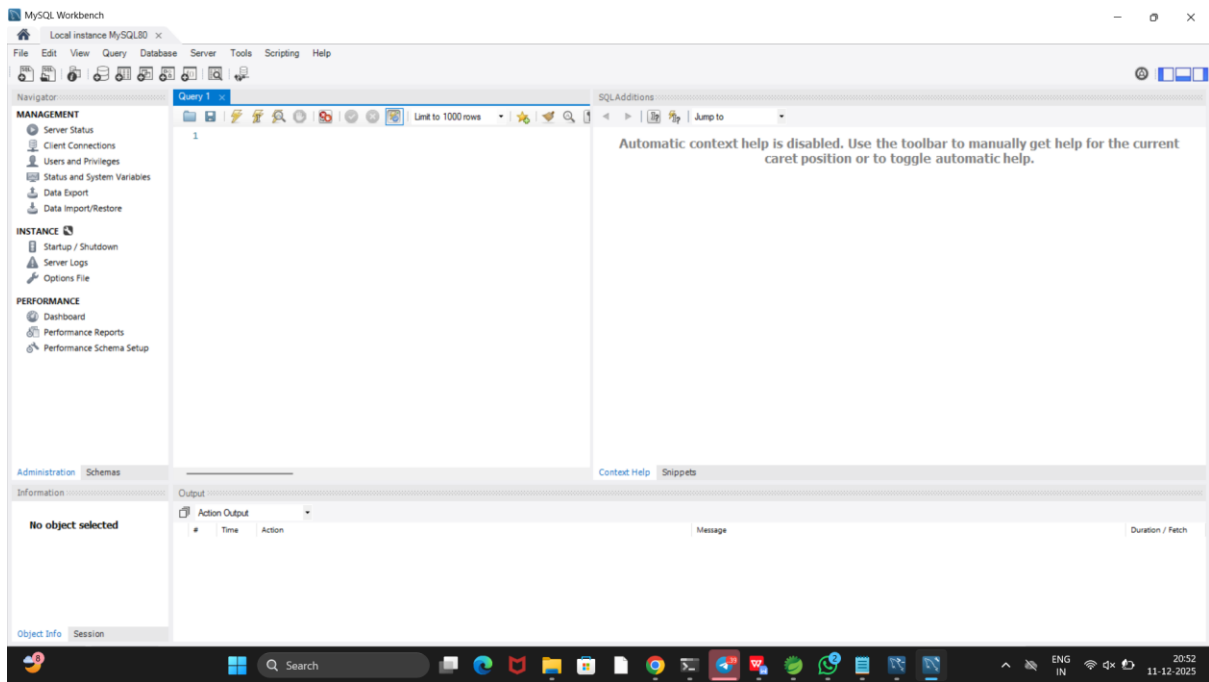 MySQL Workbench
Local instance MySQL80
File Edit View Query Database Server Tools Scripting Help
Navigator
MANAGEMENT
Server Status
Client Connections
Users and Privileges
Status and System Variables
Data Export
Data Import/Restore
INSTANCE
Startup / Shutdown
Server Logs
Options File
PERFORMANCE
Dashboard
Performance Reports
Performance Schema Setup
Administration Schemas
Query 1
Limit to 1000 rows
1
SQLAdditions
Jump to
Automatic context help is disabled. Use the toolbar to manually get help for the current
caret position or to toggle automatic help.
Context Help Snippets
Information
No object selected
Object Info Session
Output
Action Output
# Time Action Message Duration / Fetch
8
Search
39
2
ENG
IN
20:52
11-12-2025